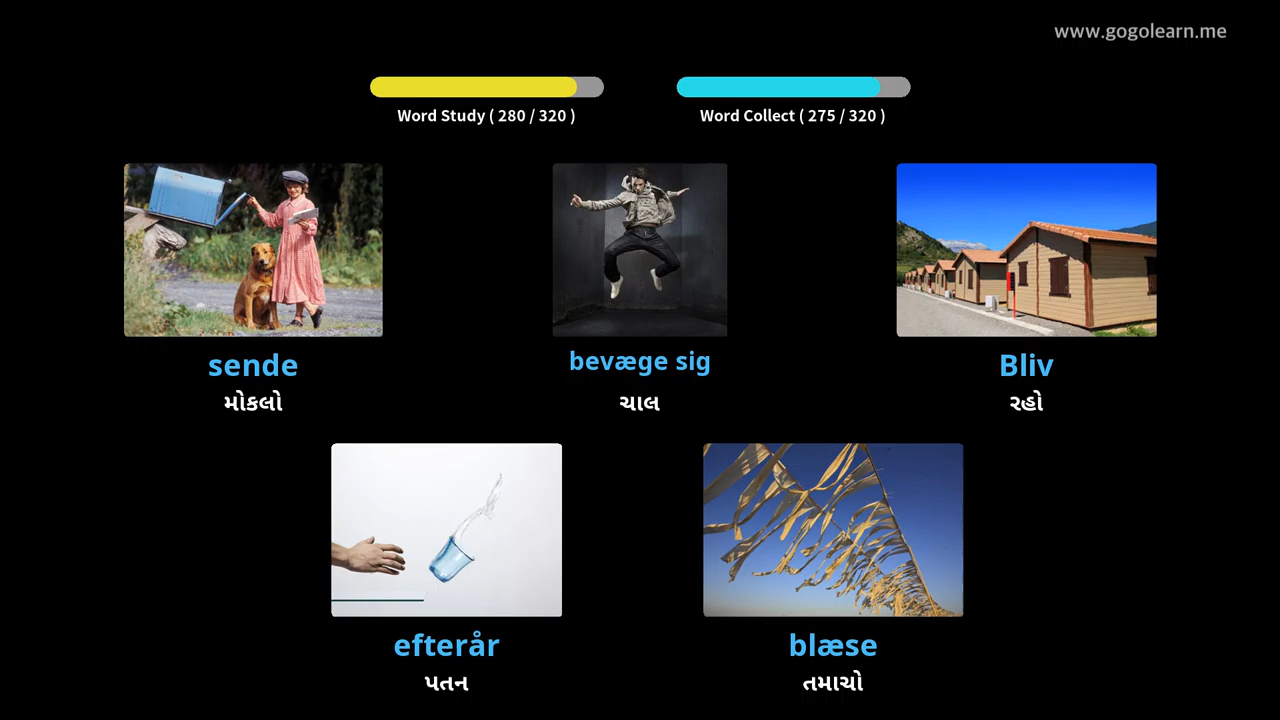 www.gogolearn.me
Word Study ( 280 / 320 )
Word Collect ( 275 / 320 )
sende
મોકલો
bevæge sig
ચાલ
Bliv
રહો
efterår
પતન
blæse
તમાચો